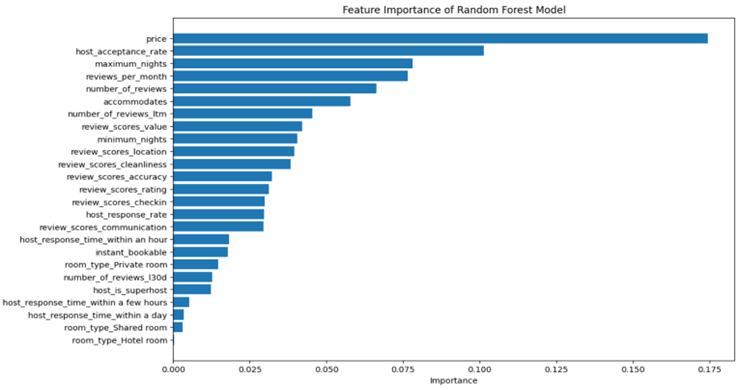 Feature Importance of Random Forest Model
price
host_acceptance_rate
maximum_nights
reviews_per_month
number_of_reviews
accommodates
number_of_reviews_ltm
review_scores_value
minimum_nights
review_scores_location
review_scores_cleanliness
review_scores_accuracy
review_scores_rating
review_scores_checkin
host_response_rate
review_scores_communication
host_response_time_within an hour
instant_bookable
room_type_Private room
number_of_reviews_l30d
host_is_superhost
host_response_time_within a few hours
host_response_time_within a day
room_type_Shared room
room_type_Hotel room
0.000 0.025 0.050 0.075 0.100 0.125 0.150 0.175
Importance